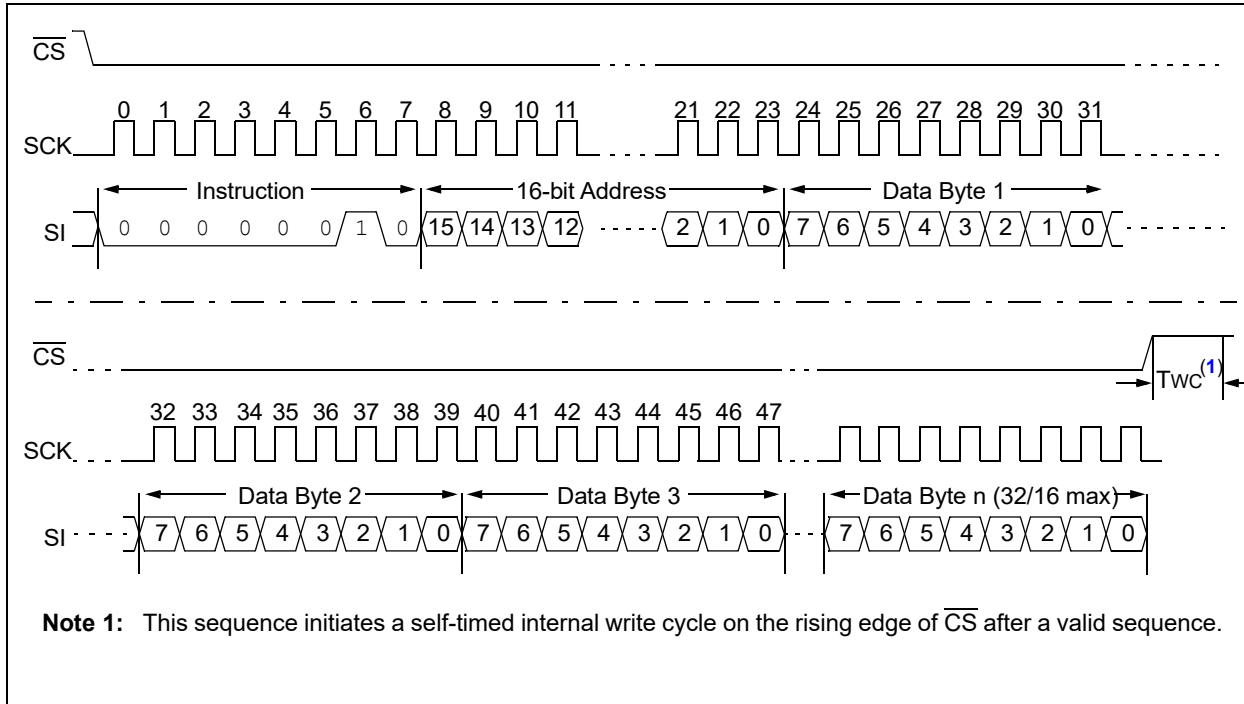 CS
0 1 2 3 4 5 6 7 8 9 10 11 21 22 23 24 25 26 27 28 29 30 31
SCK
Instruction 16-bit Address Data Byte 1
SI 0 0 0 0 0 0 1 0 15 14 13 12 2 1 0 7 6 5 4 3 2 1 0
CS
TWC(1)
32 33 34 35 36 37 38 39 40 41 42 43 44 45 46 47
SCK
Data Byte 2 Data Byte 3 Data Byte n (32/16 max)
SI 7 6 5 4 3 2 1 0 7 6 5 4 3 2 1 0 7 6 5 4 3 2 1 0
Note 1: This sequence initiates a self-timed internal write cycle on the rising edge of CS after a valid sequence.